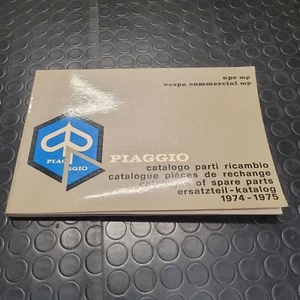 ape mp
vespa commercial mp
PIAGGIO
PIAGGIO
catalogo parti ricambio
catalogue pièces de rechange
catalogue of spare parts
ersatzteil-katalog
1974-1975